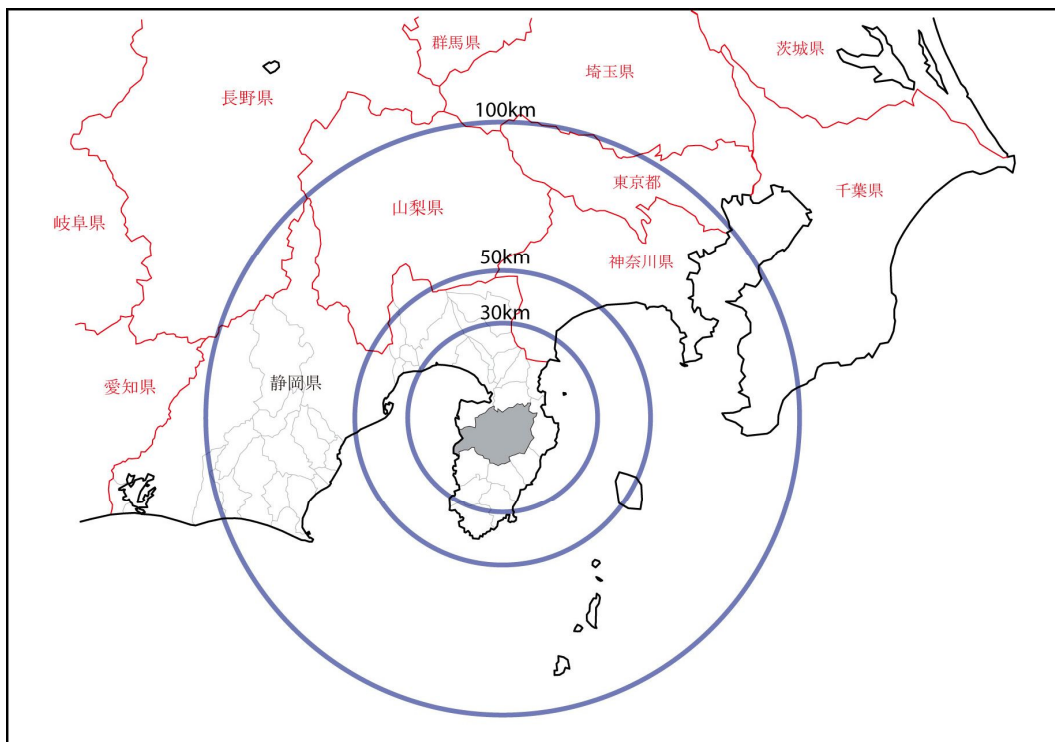 群馬県
茨城県
埼玉県
長野県
100km
東京都
千葉県
山梨県
岐阜県
50km
神奈川県
30km
愛知県
静岡県